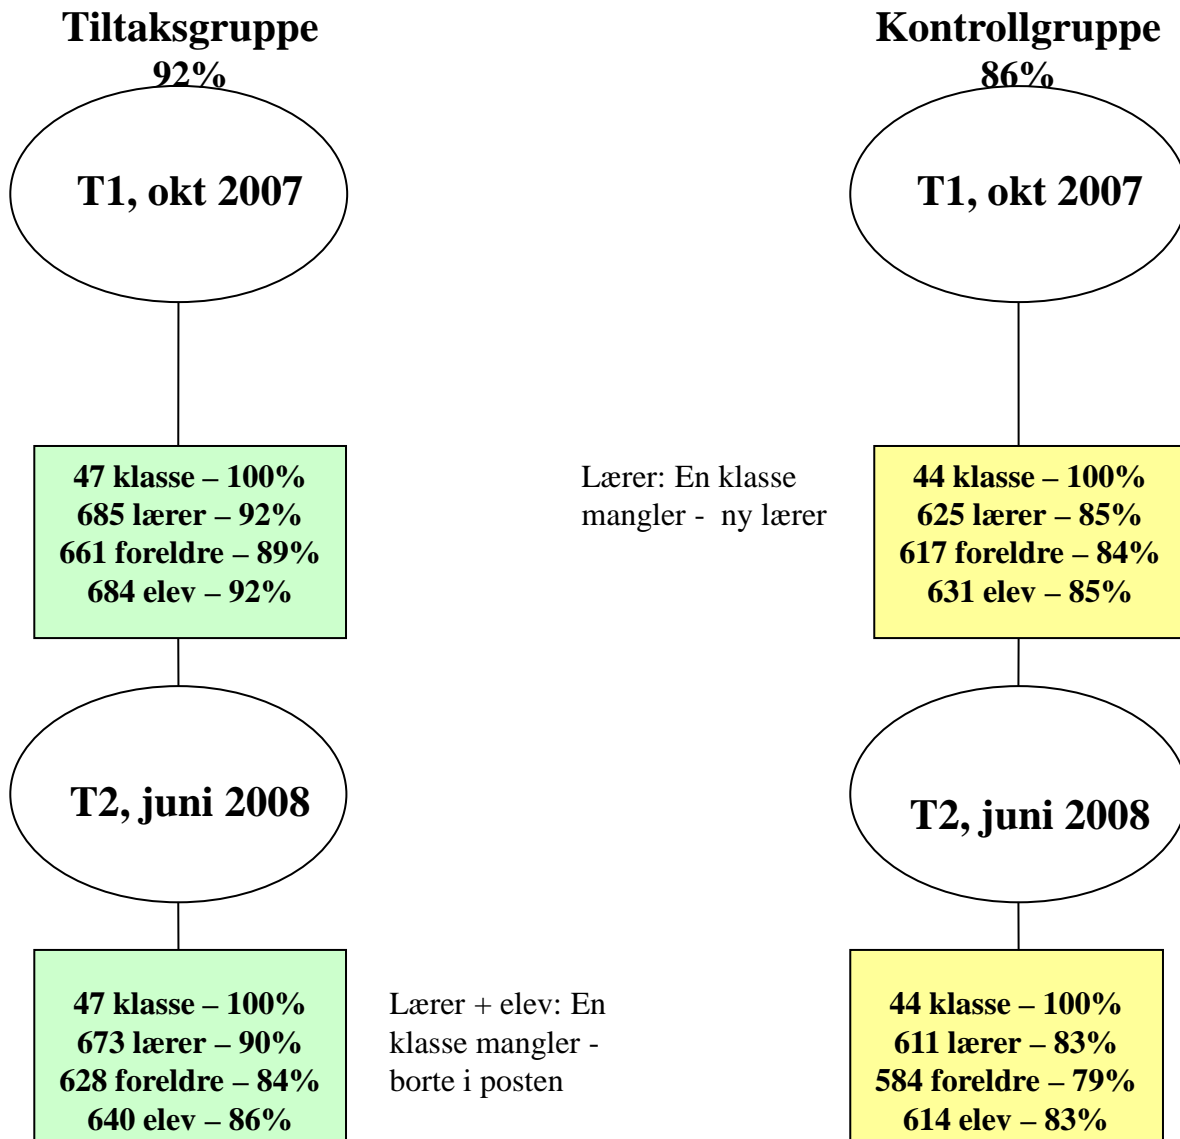 Tiltaksgruppe
92%
Kontrollgruppe
86%
T1, okt 2007
T1, okt 2007
47 klasse – 100%
685 lærer – 92%
661 foreldre – 89%
684 elev – 92%
Lærer: En klasse
mangler - ny lærer
44 klasse – 100%
625 lærer – 85%
617 foreldre – 84%
631 elev – 85%
T2, juni 2008
T2, juni 2008
47 klasse – 100%
673 lærer – 90%
628 foreldre – 84%
640 elev – 86%
Lærer + elev: En
klasse mangler -
borte i posten
44 klasse – 100%
611 lærer – 83%
584 foreldre – 79%
614 elev – 83%